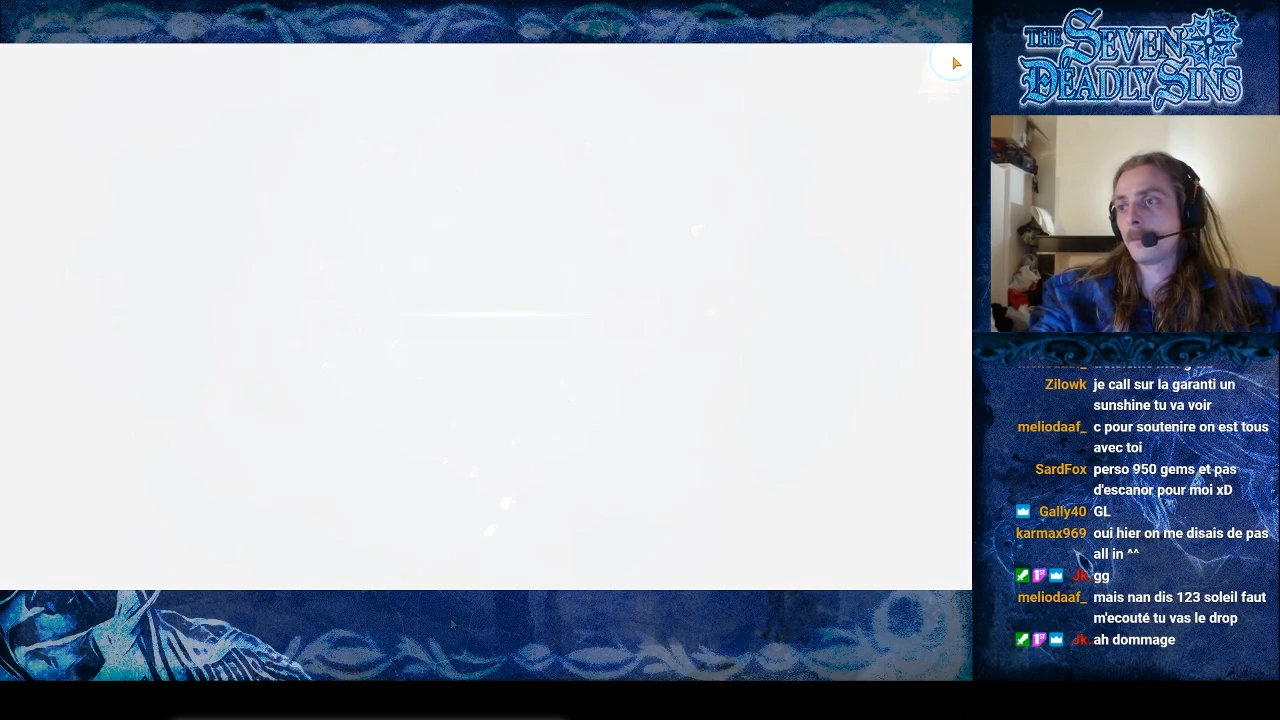 THE SEVEN
DEADLY SINS
Zilowk je call sur la garanti un
sunshine tu va voir
meliodaaf_ c pour soutenire on est tous
avec toi
SardFox perso 950 gems et pas
d'escanor pour moi xD
Gally40 GL
karmax969 oui hier on me disais de pas
all in ^^
Jk. gg
meliodaaf_ mais nan dis 123 soleil faut
m'ecouté tu vas le drop
Jk. ah dommage